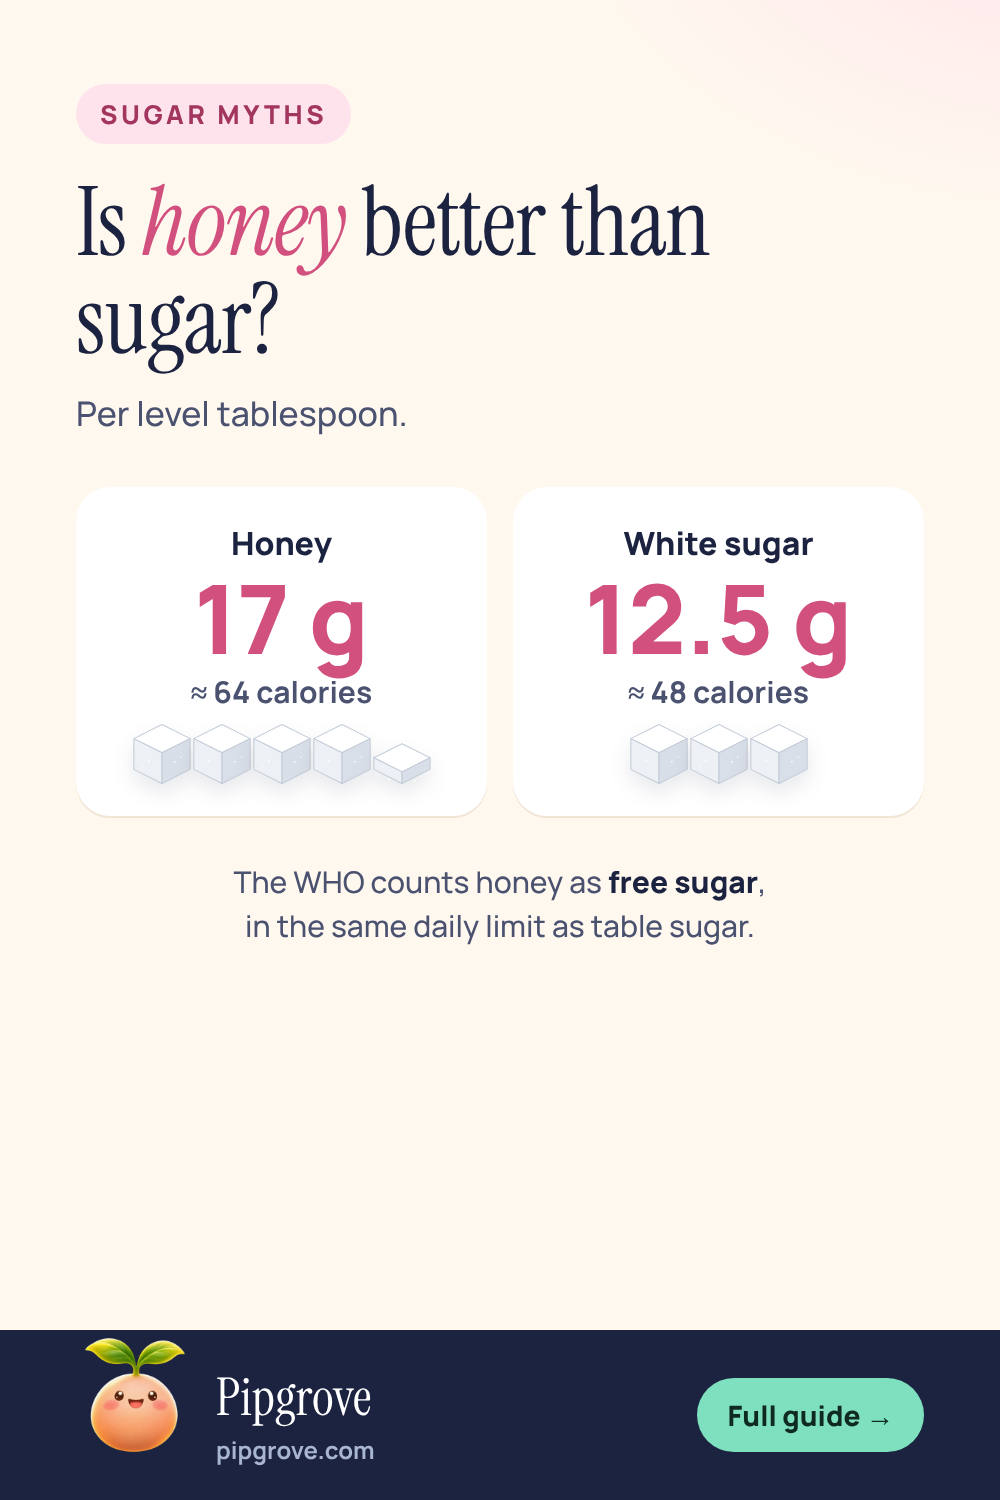 SUGAR MYTHS
Is honey better than
sugar?
Per level tablespoon.
Honey
17 g
≈ 64 calories
White sugar
12.5 g
≈ 48 calories
The WHO counts honey as free sugar,
in the same daily limit as table sugar.
Pipgrove
pipgrove.com
Full guide →